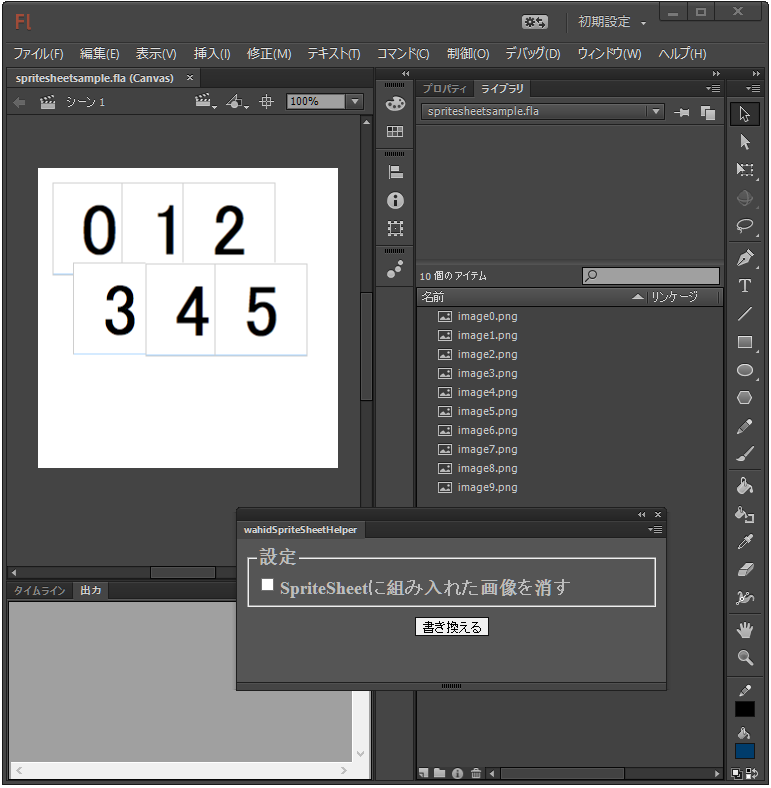 Fl
初期設定
ファイル(F) 編集(E) 表示(V) 挿入(I) 修正(M) テキスト(T) コマンド(C) 制御(O) デバッグ(D) ウィンドウ(W) ヘルプ(H)
spritesheetsample.fla (Canvas) ×
シーン 1
100%
プロパティ ライブラリ
spritesheetsample.fla
0 1 2
3 4 5
10 個のアイテム
名前 リンケージ
image0.png
image1.png
image2.png
image3.png
image4.png
image5.png
image6.png
image7.png
image8.png
image9.png
wahidSpriteSheetHelper
設定
SpriteSheetに組み入れた画像を消す
書き換える
タイムライン 出力